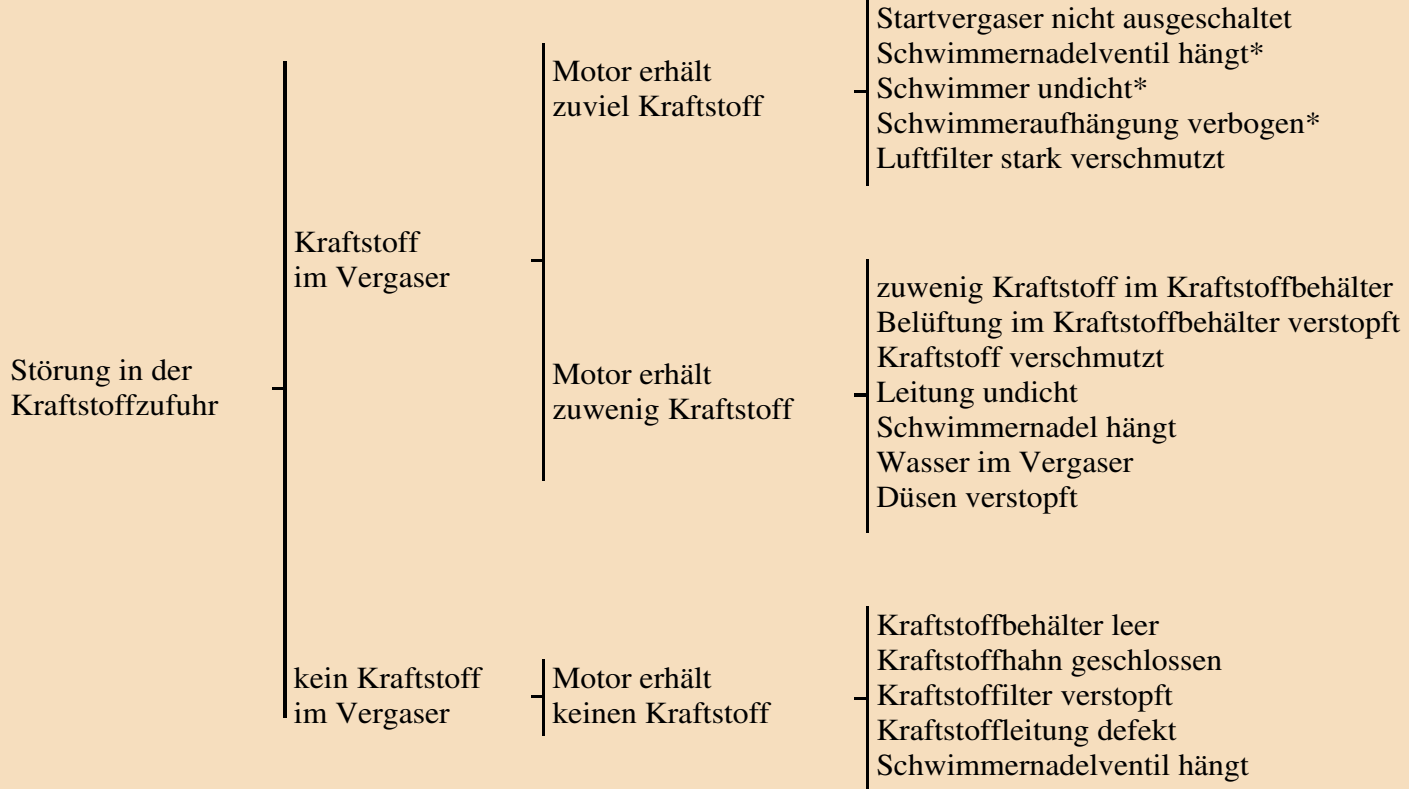 Störung in der
Kraftstoffzufuhr
Kraftstoff
im Vergaser
Motor erhält
zuviel Kraftstoff
Startvergaser nicht ausgeschaltet
Schwimmernadelventil hängt*
Schwimmer undicht*
Schwimmeraufhängung verbogen*
Luftfilter stark verschmutzt
Motor erhält
zuwenig Kraftstoff
zuwenig Kraftstoff im Kraftstoffbehälter
Belüftung im Kraftstoffbehälter verstopft
Kraftstoff verschmutzt
Leitung undicht
Schwimmernadel hängt
Wasser im Vergaser
Düsen verstopft
kein Kraftstoff
im Vergaser
Motor erhält
keinen Kraftstoff
Kraftstoffbehälter leer
Kraftstoffhahn geschlossen
Kraftstoffilter verstopft
Kraftstoffleitung defekt
Schwimmernadelventil hängt